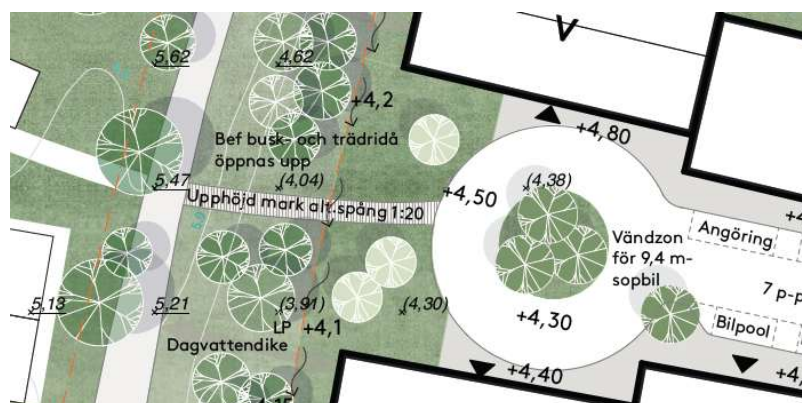 V
5,62
4,62
+4,2
+4,80
Bef busk- och trädridå
öppnas upp
5,47
(4,04)
(4,38)
+4,50
Upphöjd mark alt.spång 1:20
5,0
Angöring
Vändzon
för 9,4 m-
sopbil
7 p-p
5,13
5,21
(3,91)
(4,30)
LP
+4,1
+4,30
Bilpool
Dagvattendike
+4,40